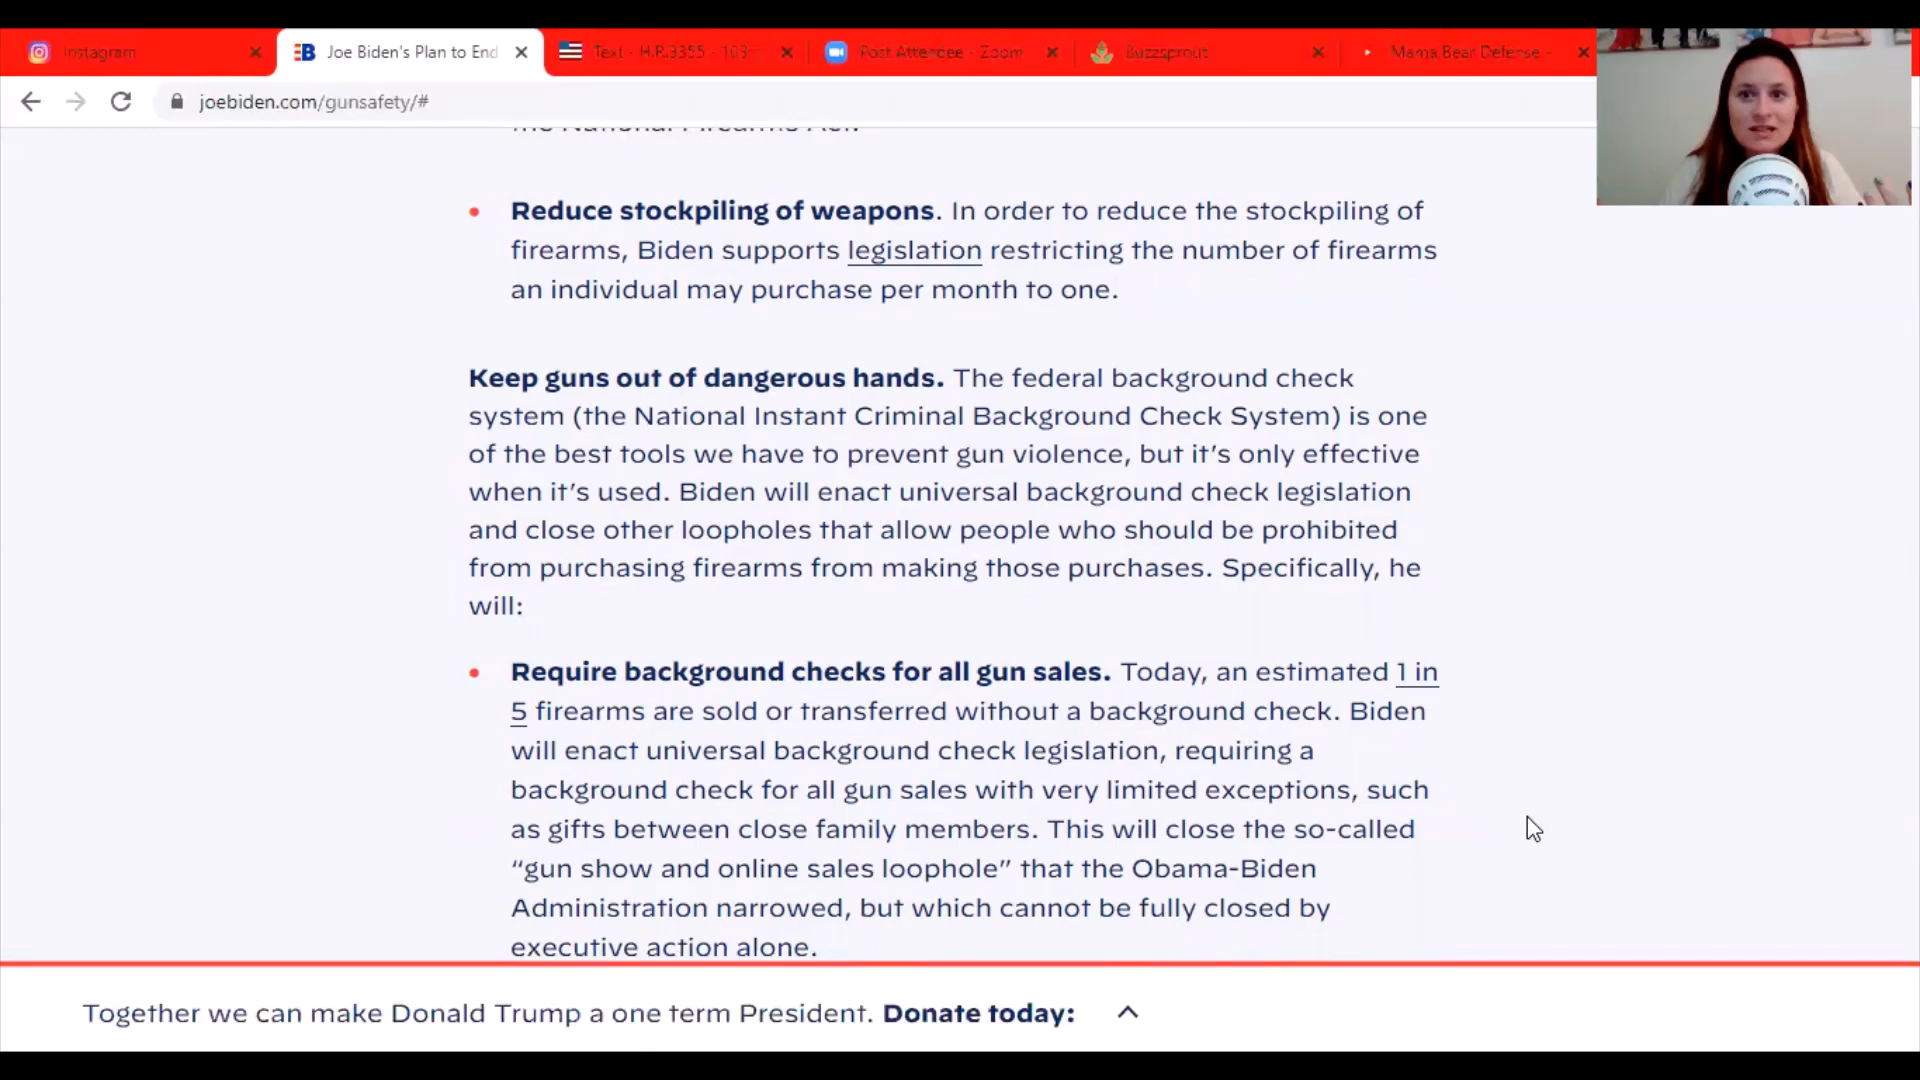 Instagram
Joe Biden's Plan to End
Text - H.R.3355 - 103
Post Attendee - Zoom
Buzzsprout
Mama Bear Defense -
joebiden.com/gunsafety/#
the National Firearms Act.
• Reduce stockpiling of weapons. In order to reduce the stockpiling of
firearms, Biden supports legislation restricting the number of firearms
an individual may purchase per month to one.
Keep guns out of dangerous hands. The federal background check
system (the National Instant Criminal Background Check System) is one
of the best tools we have to prevent gun violence, but it’s only effective
when it’s used. Biden will enact universal background check legislation
and close other loopholes that allow people who should be prohibited
from purchasing firearms from making those purchases. Specifically, he
will:
• Require background checks for all gun sales. Today, an estimated 1 in
5 firearms are sold or transferred without a background check. Biden
will enact universal background check legislation, requiring a
background check for all gun sales with very limited exceptions, such
as gifts between close family members. This will close the so-called
“gun show and online sales loophole” that the Obama-Biden
Administration narrowed, but which cannot be fully closed by
executive action alone.
Together we can make Donald Trump a one term President. Donate today: